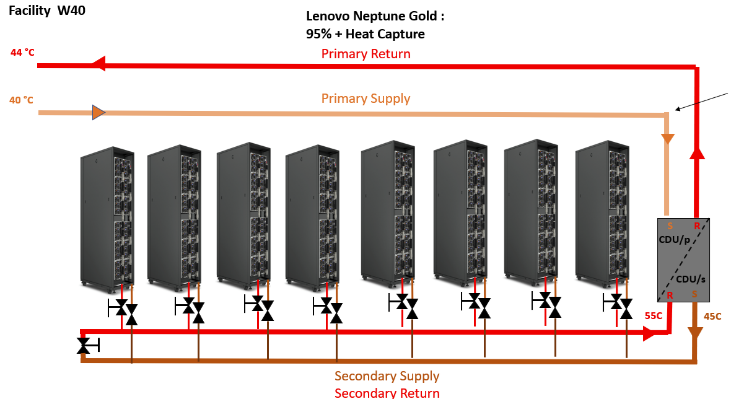 Facility  W40
Lenovo Neptune Gold :
95% + Heat Capture
44 °C
Primary Return
40 °C
Primary Supply
S R
CDU/p
CDU/s
R S
55C
45C
Secondary Supply
Secondary Return